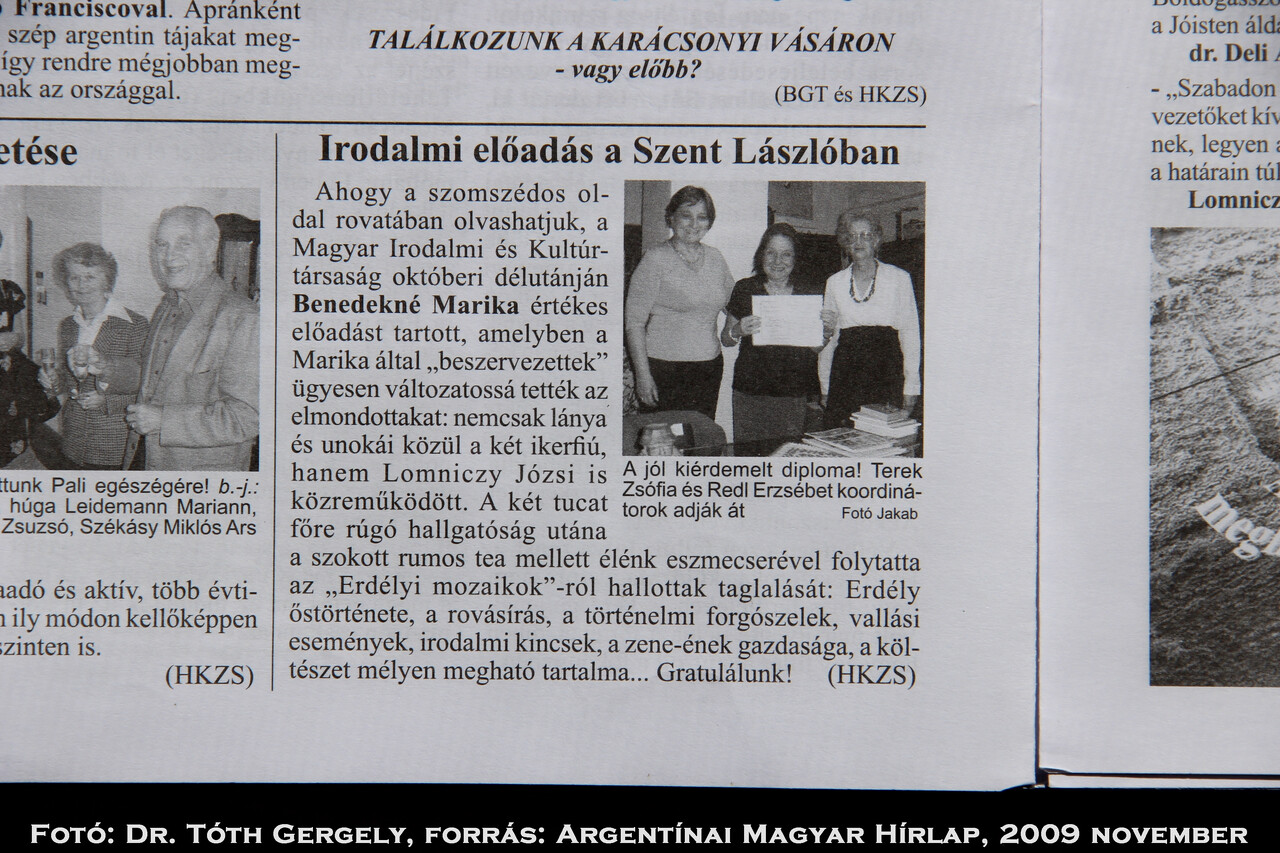 Franciscoval. Apránként
szép argentin tájakat meg-
így rendre mégjobban meg-
nak az országgal.
TALÁLKOZUNK A KARÁCSONYI VÁSÁRON
- vagy előbb?
(BGT és HKZS)
etése
ttunk Pali egészégére! b.-j.:
húga Leidemann Mariann,
Zsuzsó, Székásy Miklós Ars
aadó és aktív, több évti-
n ily módon kellőképpen
szinten is.
(HKZS)
Irodalmi előadás a Szent Lászlóban
Ahogy a szomszédos ol-
dal rovatában olvashatjuk, a
Magyar Irodalmi és Kultúr-
társaság októberi délutánján
Benedekné Marika értékes
előadást tartott, amelyben a
Marika által „beszervezettek”
ügyesen változatossá tették az
elmondottakat: nemcsak lánya
és unokái közül a két ikerfiú,
hanem Lomniczy Józsi is
közreműködött. A két tucat
főre rúgó hallgatóság utána
a szokott rumos tea mellett élénk eszmecserével folytatta
az „Erdélyi mozaikok”-ról hallottak taglalását: Erdély
őstörténete, a rovásírás, a történelmi forgószelek, vallási
események, irodalmi kincsek, a zene-ének gazdasága, a köl-
tészet mélyen megható tartalma... Gratulálunk! (HKZS)
A jól kiérdemelt diploma! Terek
Zsófia és Redl Erzsébet koordiná-
torok adják át Fotó Jakab
a Jóisten álda
dr. Deli
- „Szabadon
vezetőket kív
nek, legyen a
a határain túl
Lomnicz
Fotó: Dr. Tóth Gergely, forrás: Argentínai Magyar Hírlap, 2009 november